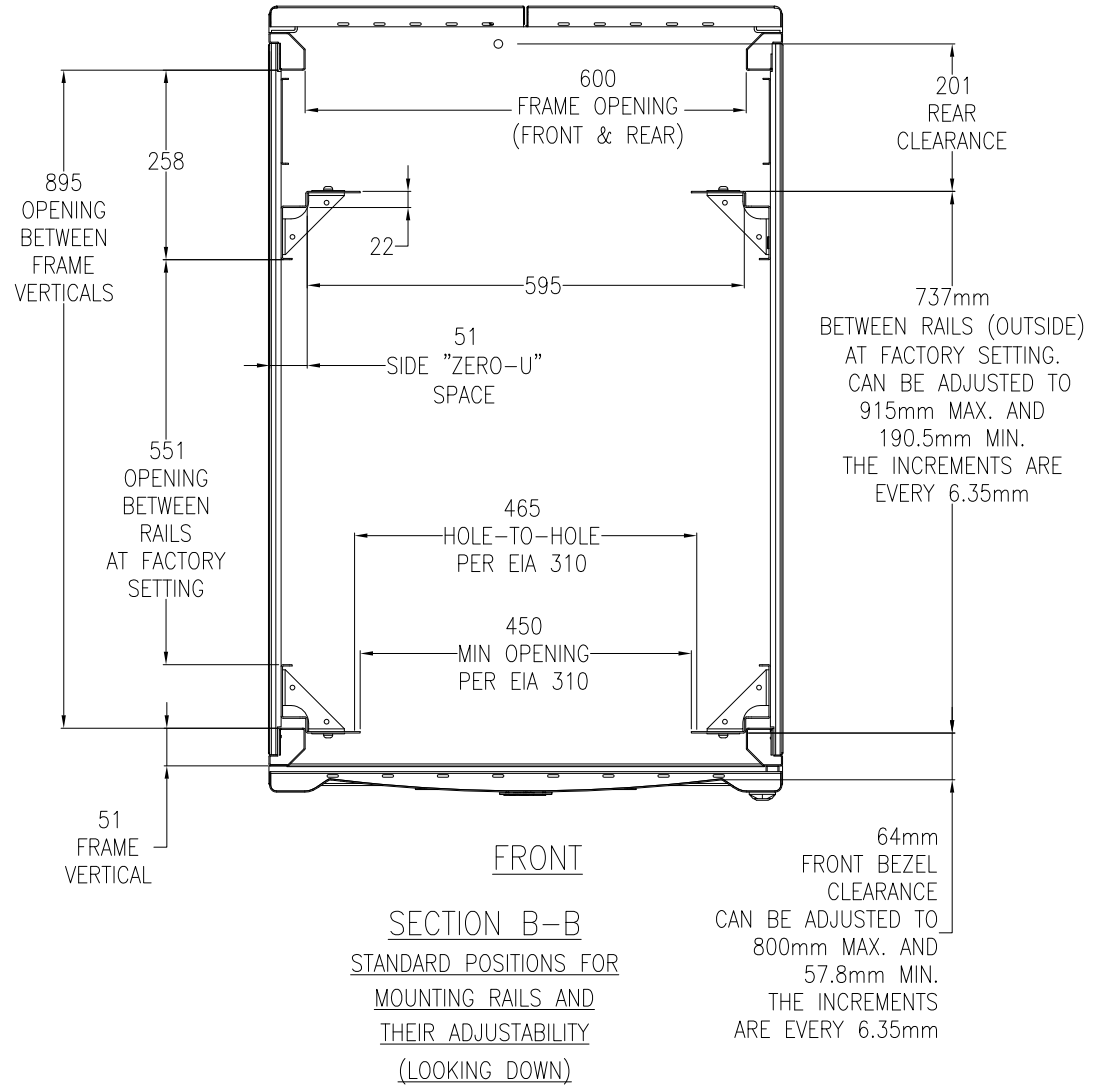 600
FRAME OPENING
(FRONT & REAR)
201
REAR
CLEARANCE
258
895
OPENING
BETWEEN
FRAME
VERTICALS
22
595
737mm
BETWEEN RAILS (OUTSIDE)
AT FACTORY SETTING.
CAN BE ADJUSTED TO
915mm MAX. AND
190.5mm MIN.
THE INCREMENTS ARE
EVERY 6.35mm
51
SIDE "ZERO-U"
SPACE
551
OPENING
BETWEEN
RAILS
AT FACTORY
SETTING
465
HOLE-TO-HOLE
PER EIA 310
450
MIN OPENING
PER EIA 310
51
FRAME
VERTICAL
64mm
FRONT BEZEL
CLEARANCE
CAN BE ADJUSTED TO
800mm MAX. AND
57.8mm MIN.
THE INCREMENTS
ARE EVERY 6.35mm
FRONT
SECTION B-B
STANDARD POSITIONS FOR
MOUNTING RAILS AND
THEIR ADJUSTABILITY
(LOOKING DOWN)